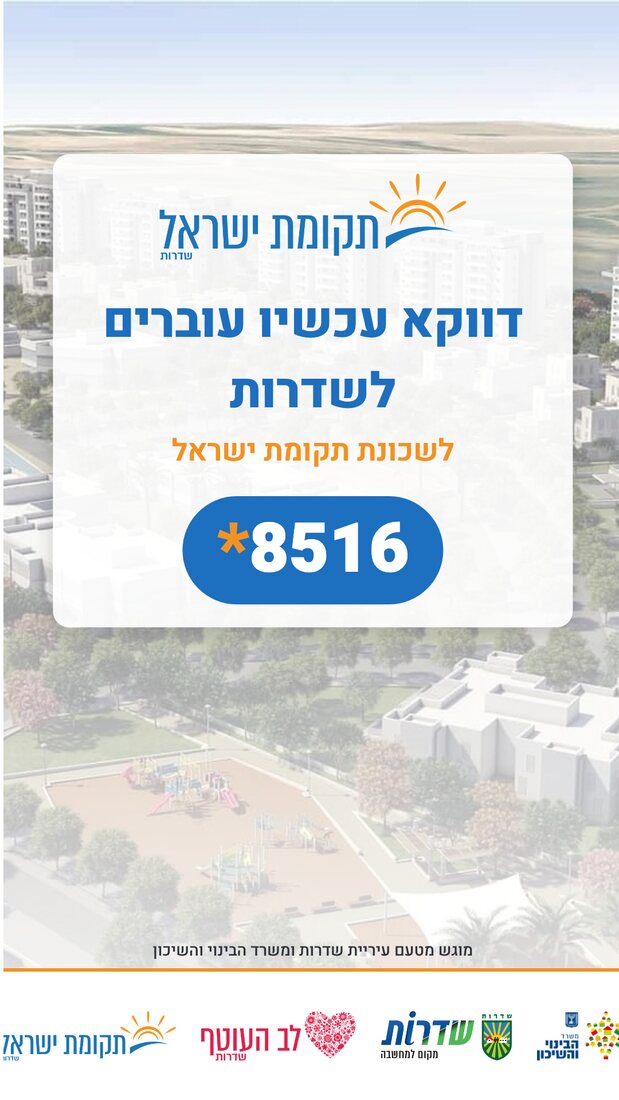 תקומת ישראל
שדרות
דווקא עכשיו עוברים
לשדרות
לשכונת תקומת ישראל
*8516
מוגש מטעם עיריית שדרות ומשרד הבינוי והשיכון
משרד
הבינוי
והשיכון
שדרות
שדרות
מקום למחשבה
לב העוטף
שדרות
תקומת ישראל
שדרות